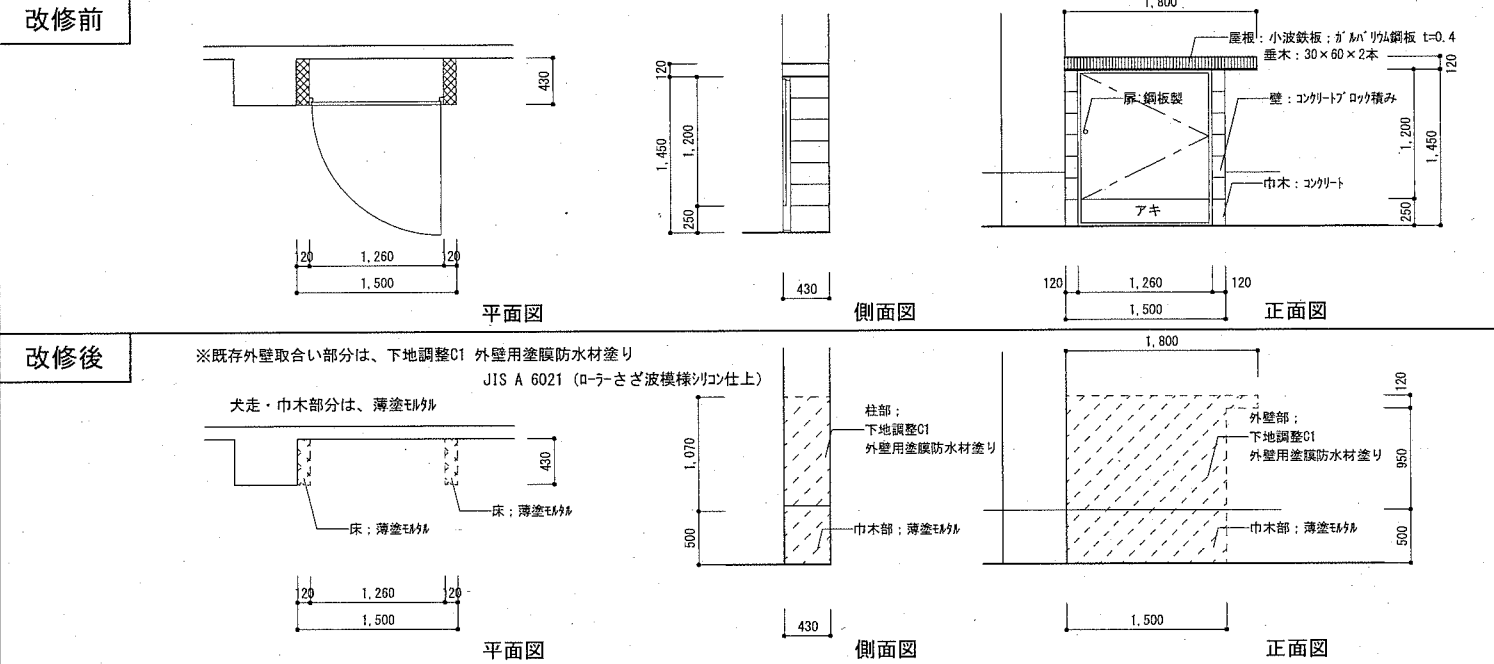 改修前
430
120
1,260
120
1,500
平面図
120
1,450
1,200
250
430
側面図
1,800
屋根：小波鉄板；ガルバリウム鋼板 t=0.4
垂木：30×60×2本
120
扉：鋼板製
壁：コンクリートブロック積み
1,200
1,450
巾木：コンクリート
アキ
250
120
1,260
120
1,500
正面図
改修後
※既存外壁取合い部分は、下地調整C1 外壁用塗膜防水材塗り
JIS A 6021 (ローラーさざ波模様シリコン仕上)
犬走・巾木部分は、薄塗モルタル
430
床；薄塗モルタル
床；薄塗モルタル
120
1,260
120
1,500
平面図
柱部；
下地調整C1
外壁用塗膜防水材塗り
1,070
500
巾木部；薄塗モルタル
430
側面図
1,800
120
外壁部；
下地調整C1
外壁用塗膜防水材塗り
950
巾木部；薄塗モルタル
500
1,500
正面図